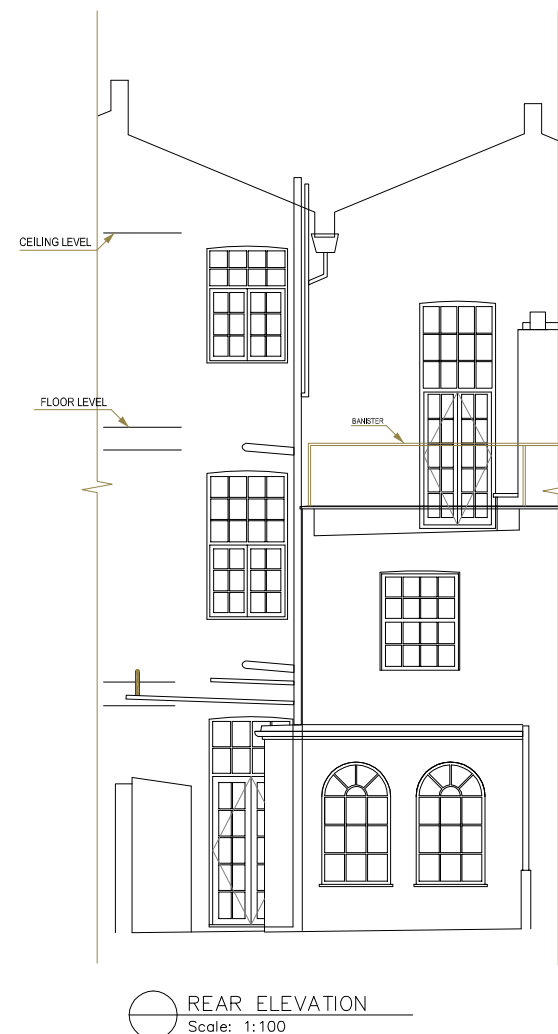 CEILING LEVEL
FLOOR LEVEL
BANISTER
REAR ELEVATION
Scale: 1:100